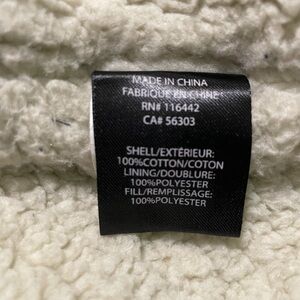 MADE IN CHINA
FABRIQUÉ EN CHINE
RN# 116442
CA# 56303
SHELL/EXTÉRIEUR:
100%COTTON/COTON
LINING/DOUBLURE:
100%POLYESTER
FILL/REMPLISSAGE:
100%POLYESTER